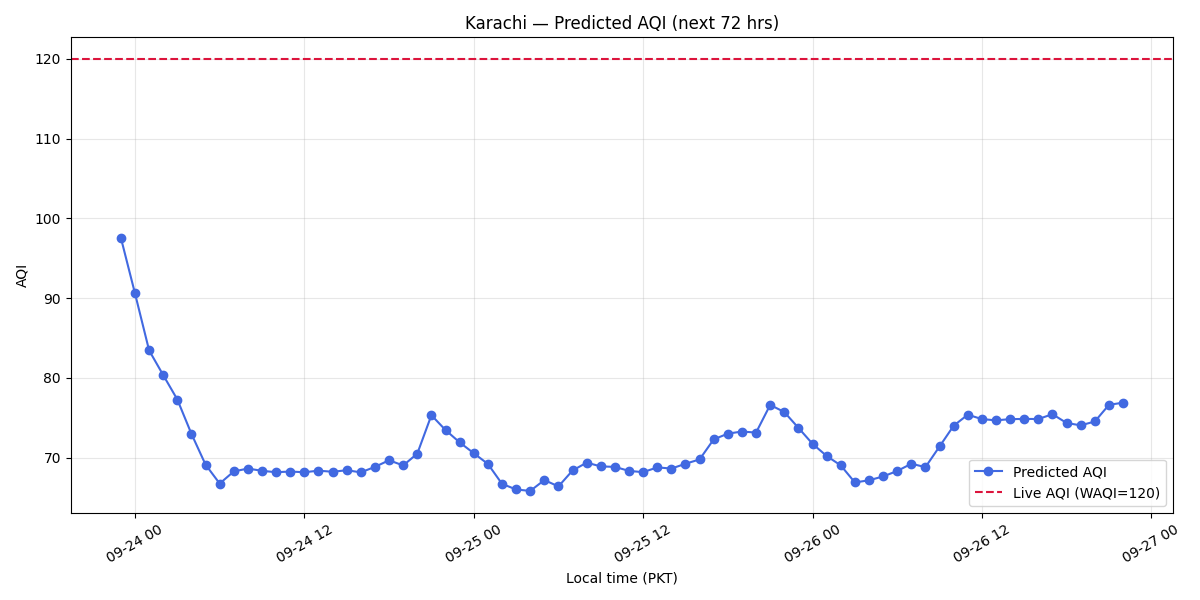 Karachi — Predicted AQI (next 72 hrs)
AQI
120
110
100
90
80
70
Predicted AQI
Live AQI (WAQI=120)
09-24 00
09-24 12
09-25 00
09-25 12
09-26 00
09-26 12
09-27 00
Local time (PKT)